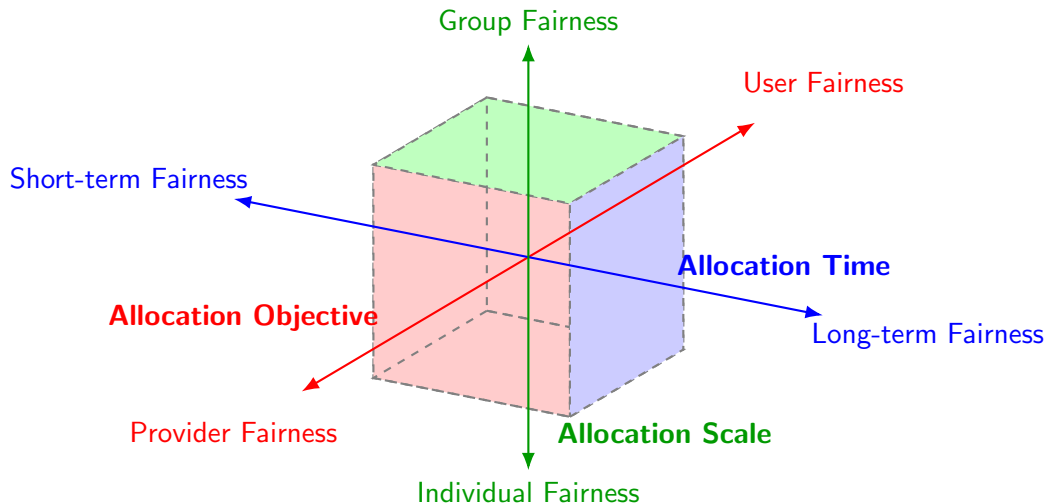 Group Fairness
User Fairness
Short-term Fairness
Allocation Time
Allocation Objective
Long-term Fairness
Provider Fairness
Allocation Scale
Individual Fairness